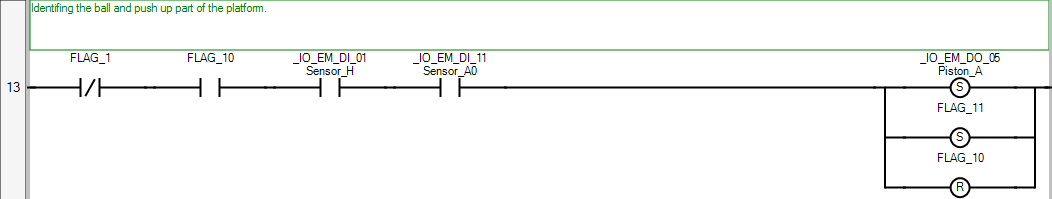 Identifing the ball and push up part of the platform.
FLAG_1
FLAG_10
_IO_EM_DI_01
_IO_EM_DI_11
_IO_EM_DO_05
Sensor_H
Sensor_A0
Piston_A
13
S
FLAG_11
S
FLAG_10
R